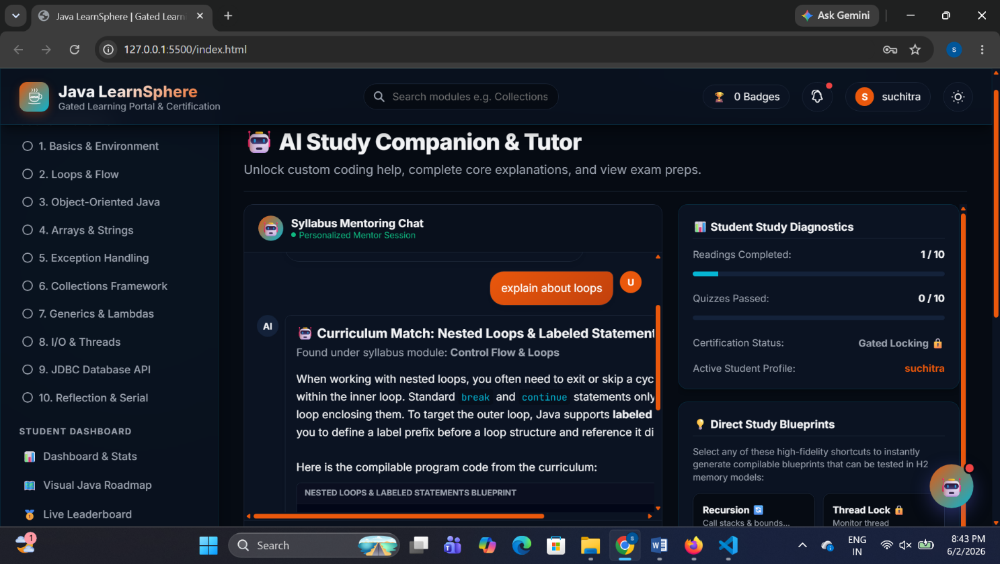 Java LearnSphere | Gated Learni
Ask Gemini
127.0.0.1:5500/index.html
S
Java LearnSphere
Gated Learning Portal & Certification
Search modules e.g. Collections
0 Badges
S
suchitra
1. Basics & Environment
2. Loops & Flow
3. Object-Oriented Java
4. Arrays & Strings
5. Exception Handling
6. Collections Framework
7. Generics & Lambdas
8. I/O & Threads
9. JDBC Database API
10. Reflection & Serial
STUDENT DASHBOARD
Dashboard & Stats
Visual Java Roadmap
Live Leaderboard
AI Study Companion & Tutor
Unlock custom coding help, complete core explanations, and view exam preps.
Syllabus Mentoring Chat
Personalized Mentor Session
explain about loops
U
AI
Curriculum Match: Nested Loops & Labeled Statement
Found under syllabus module: Control Flow & Loops
When working with nested loops, you often need to exit or skip a cyc
within the inner loop. Standard break and continue statements only
loop enclosing them. To target the outer loop, Java supports labeled
you to define a label prefix before a loop structure and reference it di
Here is the compilable program code from the curriculum:
NESTED LOOPS & LABELED STATEMENTS BLUEPRINT
Student Study Diagnostics
Readings Completed: 1 / 10
Quizzes Passed: 0 / 10
Certification Status: Gated Locking
Active Student Profile: suchitra
Direct Study Blueprints
Select any of these high-fidelity shortcuts to instantly
generate compilable blueprints that can be tested in H2
memory models:
Recursion
Call stacks & bounds...
Thread Lock
Monitor thread
1
Search
S
ENG
IN
8:43 PM
6/2/2026